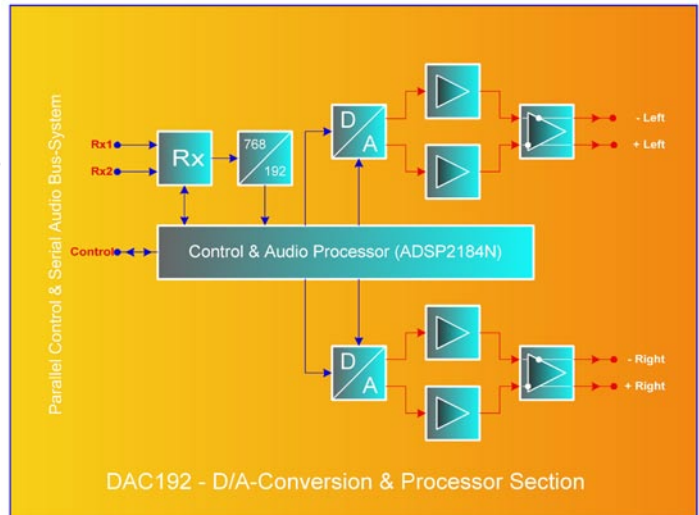 Parallel Control & Serial Audio Bus-System
Rx1
Rx2
Control
Rx
768
192
D
A
- Left
+ Left
Control & Audio Processor (ADSP2184N)
D
A
- Right
+ Right
DAC192 - D/A-Conversion & Processor Section